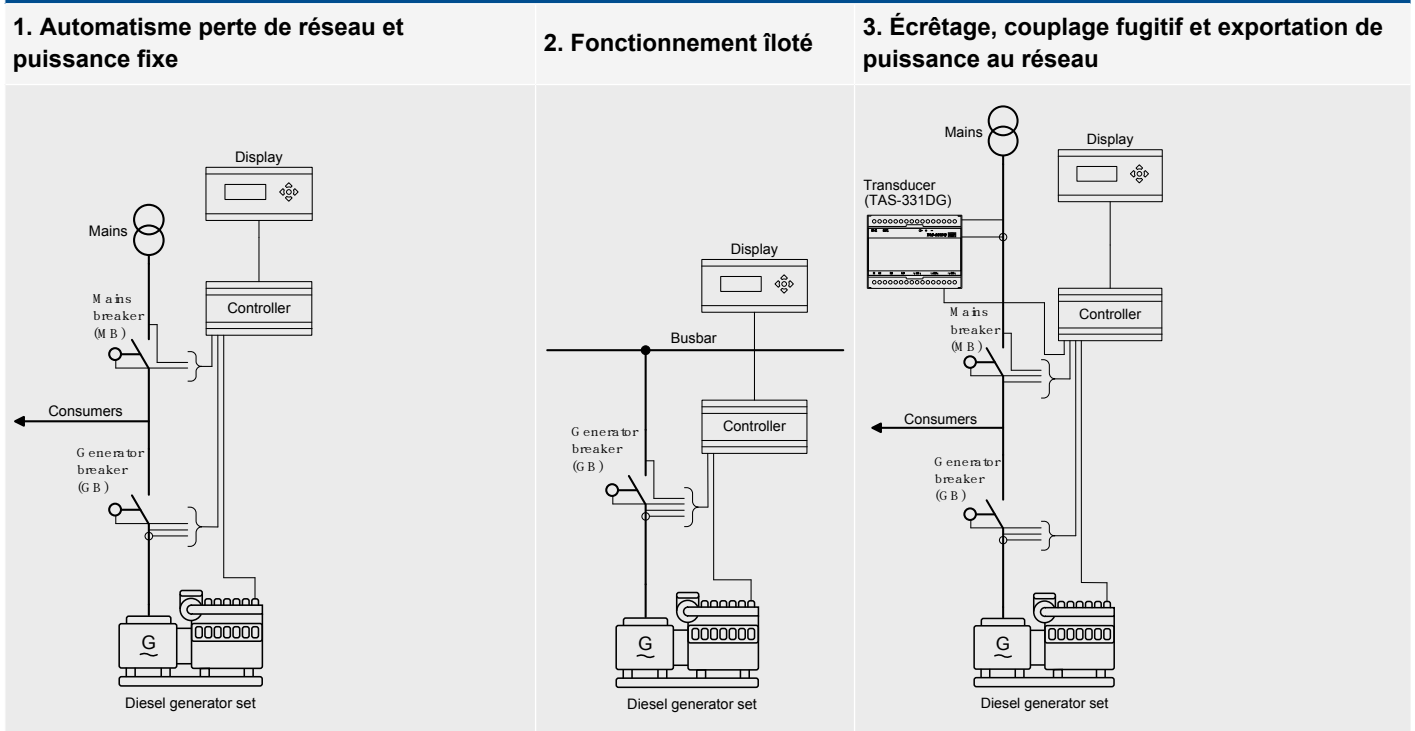 1. Automatisme perte de réseau et
puissance fixe
2. Fonctionnement îloté
3. Écrêtage, couplage fugitif et exportation de
puissance au réseau
Display
Mains
Mains
breaker
(MB)
Controller
Consumers
Generator
breaker
(GB)
G
Diesel generator set
Display
Busbar
Controller
Generator
breaker
(GB)
G
Diesel generator set
Mains
Display
Transducer
(TAS-331DG)
Mains
breaker
(MB)
Controller
Consumers
Generator
breaker
(GB)
G
Diesel generator set